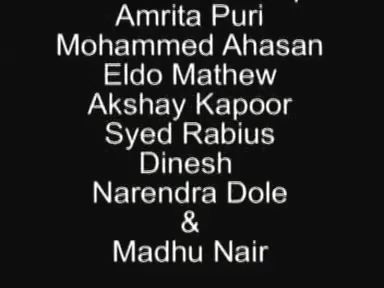 Amrita Puri
Mohammed Ahasan
Eldo Mathew
Akshay Kapoor
Syed Rabius
Dinesh
Narendra Dole
&
Madhu Nair